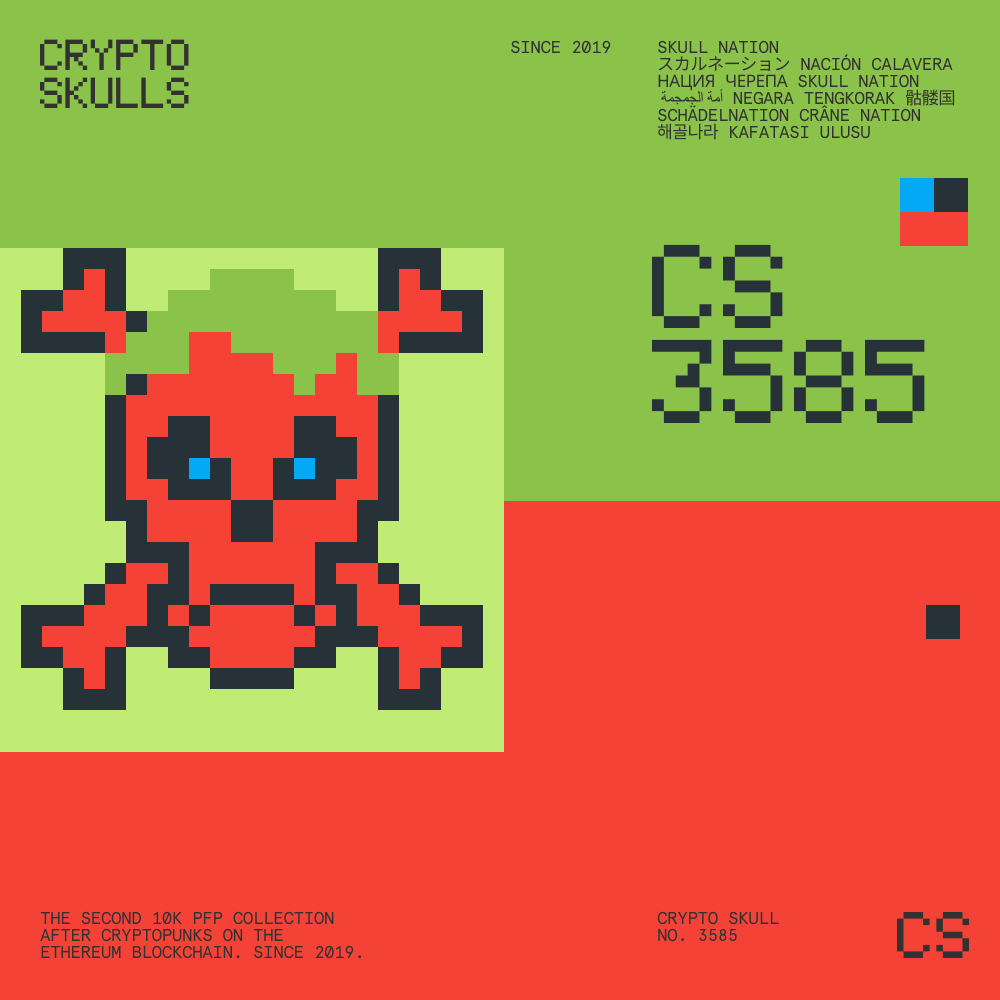 CRYPTO
SKULLS
SINCE 2019
SKULL NATION
スカルネーション NACIÓN CALAVERA
НАЦИЯ ЧЕРЕПА SKULL NATION
أمة الجمجمة NEGARA TENGKORAK 骷髅国
SCHÄDELNATION CRÂNE NATION
해골나라 KAFATASI ULUSU
CS
3585
THE SECOND 10K PFP COLLECTION
AFTER CRYPTOPUNKS ON THE
ETHEREUM BLOCKCHAIN. SINCE 2019.
CRYPTO SKULL
NO. 3585
CS